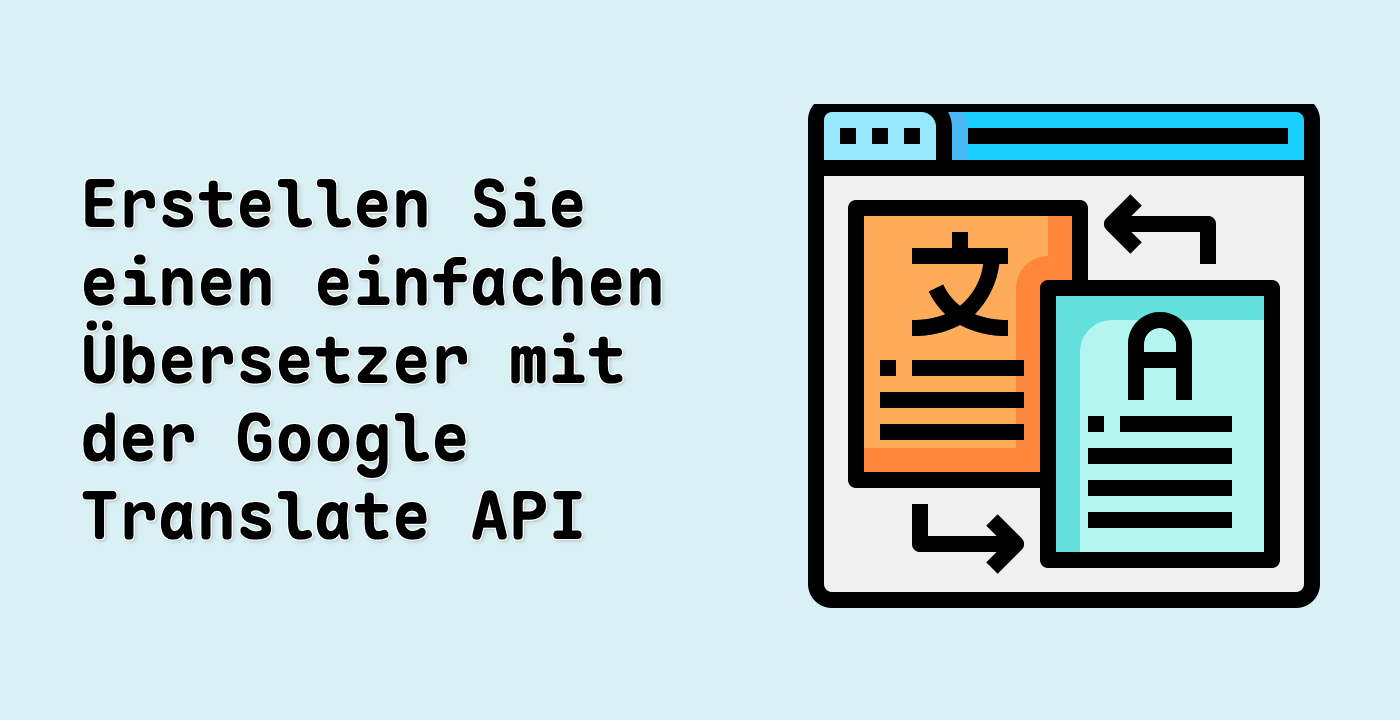 Erstellen Sie
einen einfachen
Übersetzer mit
der Google
Translate API
文
A